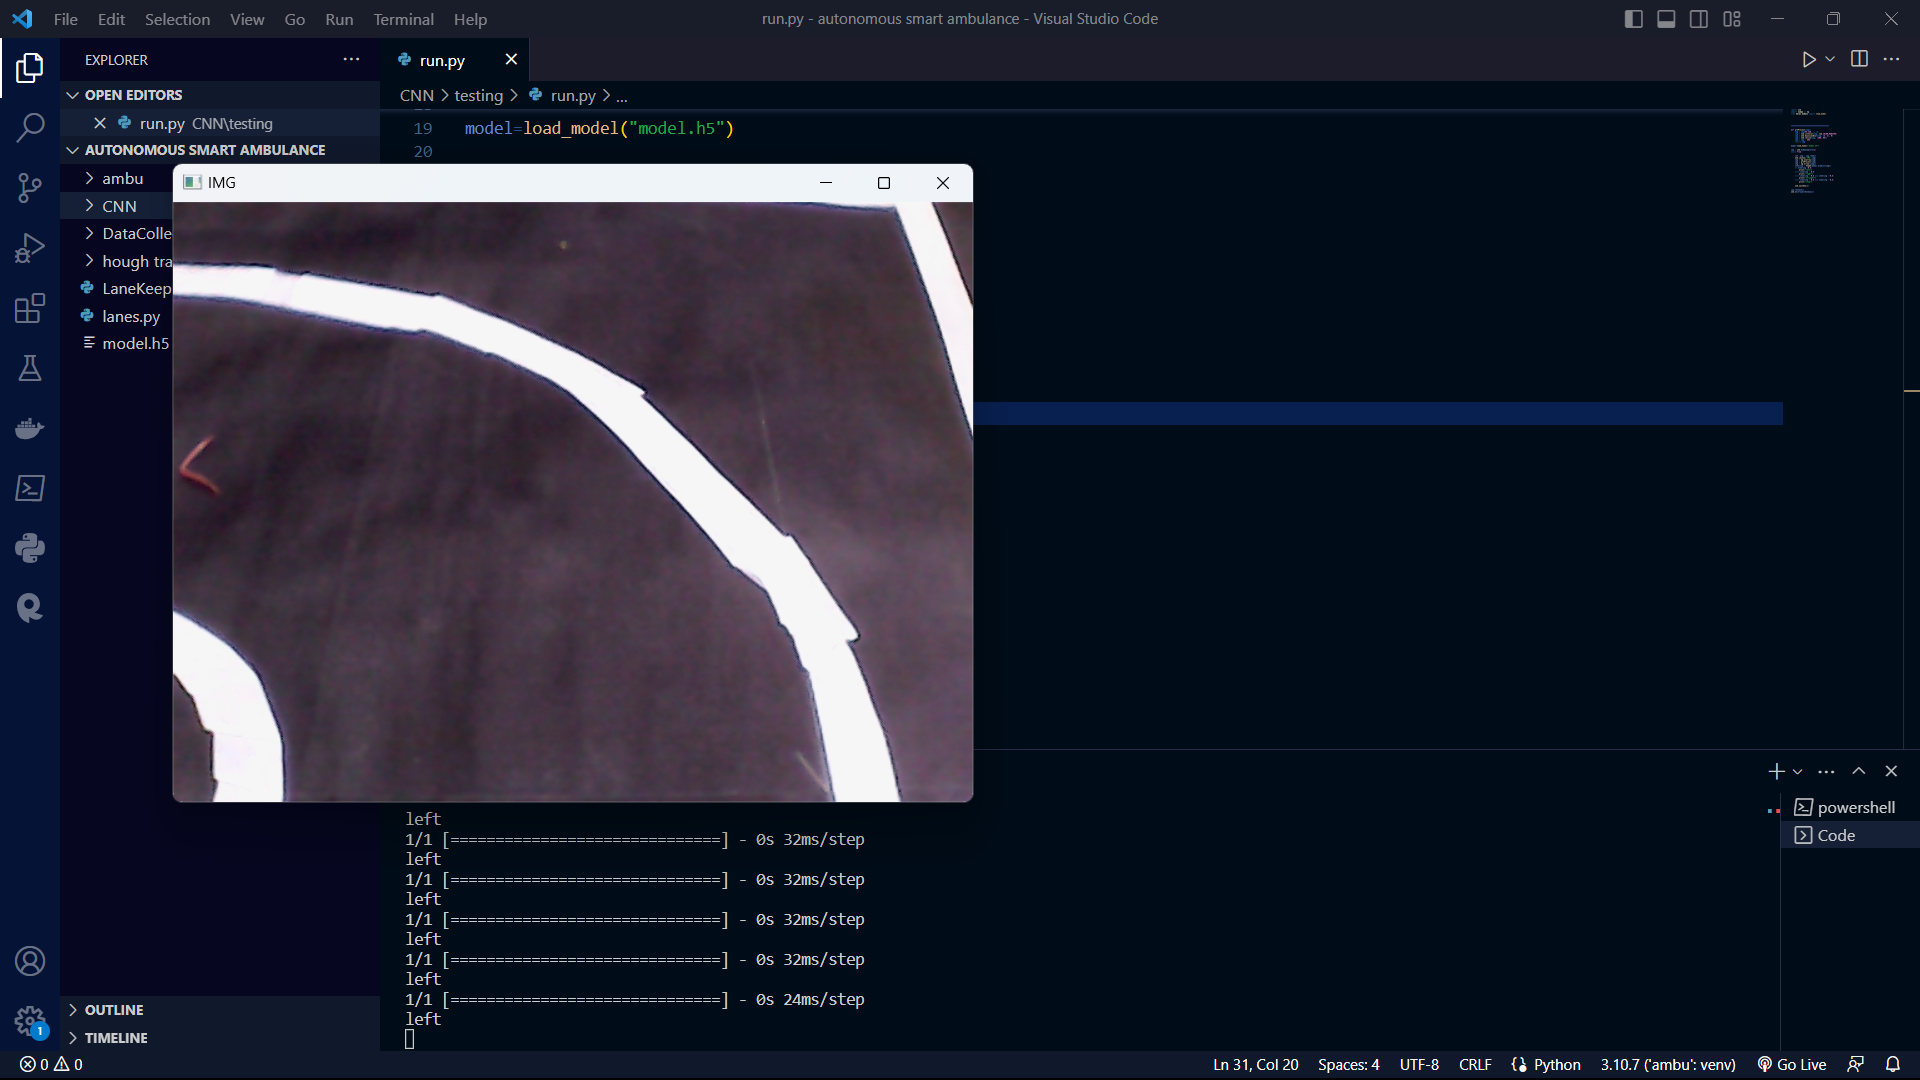 File Edit Selection View Go Run Terminal Help
run.py - autonomous smart ambulance - Visual Studio Code
EXPLORER
OPEN EDITORS
run.py CNN\testing
AUTONOMOUS SMART AMBULANCE
ambu
CNN
DataColle
hough tra
LaneKeep
lanes.py
model.h5
OUTLINE
TIMELINE
run.py
CNN > testing > run.py > ...
19 model=load_model("model.h5")
20
IMG
left
1/1 [==============================] - 0s 32ms/step
left
1/1 [==============================] - 0s 32ms/step
left
1/1 [==============================] - 0s 32ms/step
left
1/1 [==============================] - 0s 32ms/step
left
1/1 [==============================] - 0s 24ms/step
left
powershell
Code
1
0 0
Ln 31, Col 20 Spaces: 4 UTF-8 CRLF Python 3.10.7 ('ambu': venv) Go Live